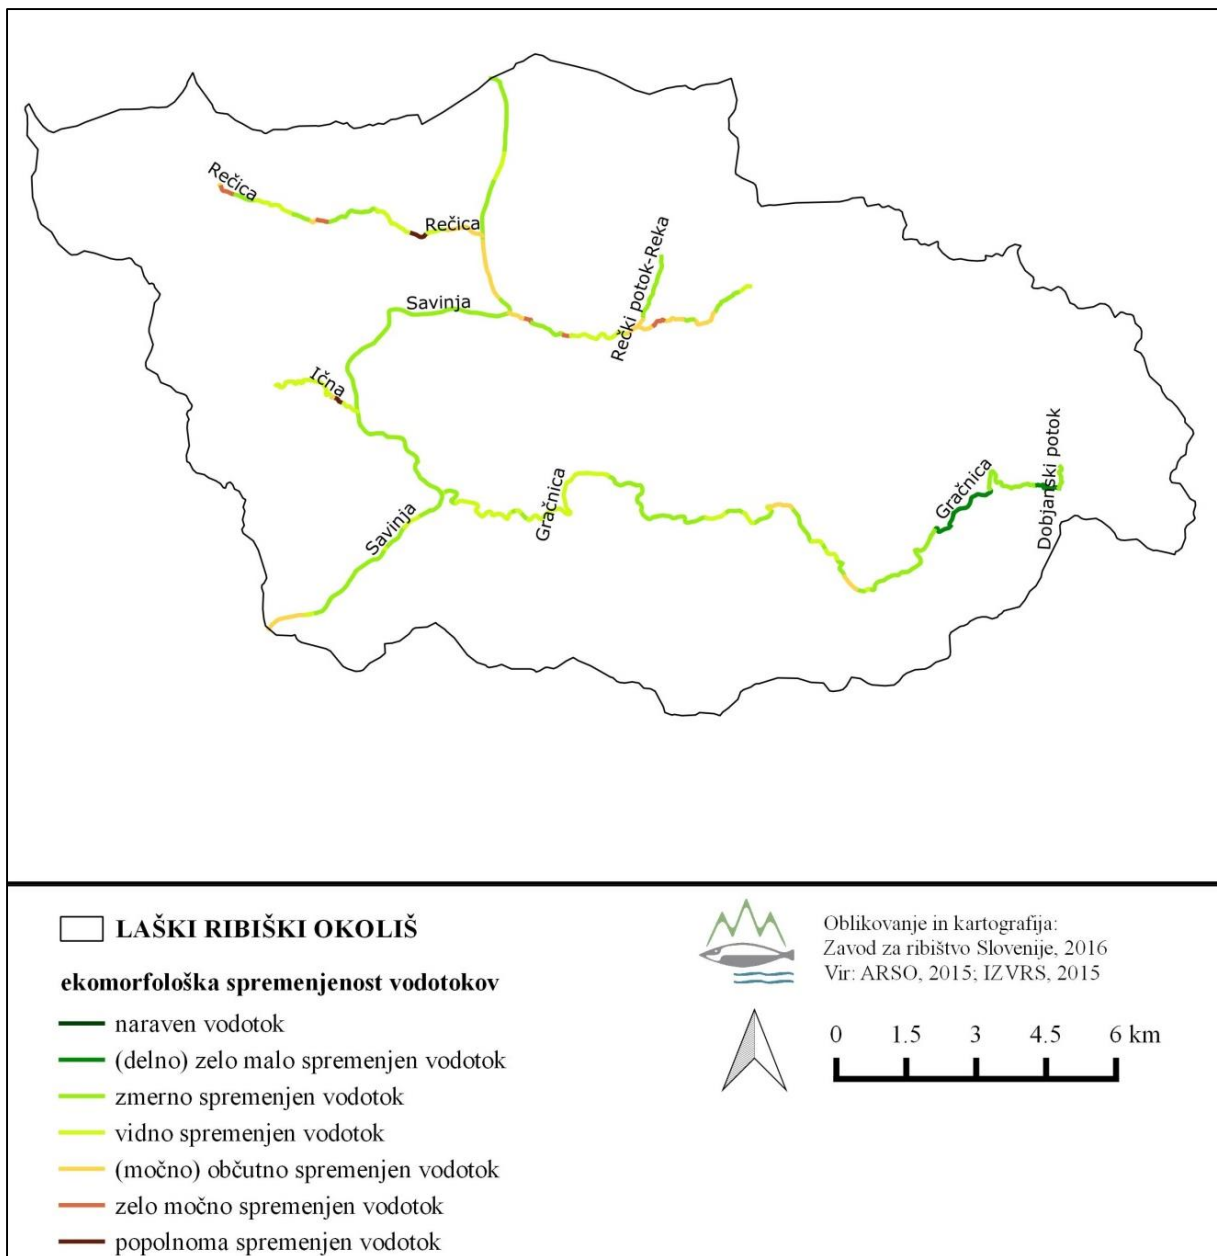 Rečica
Rečica
Rečki potok-Reka
Savinja
Ična
Gračnica
Gračnica
Dobjanski potok
Savinja
LAŠKI RIBIŠKI OKOLIŠ
ekomorfološka spremenjenost vodotokov
naraven vodotok
(delno) zelo malo spremenjen vodotok
zmerno spremenjen vodotok
vidno spremenjen vodotok
(močno) občutno spremenjen vodotok
zelo močno spremenjen vodotok
popolnoma spremenjen vodotok
Oblikovanje in kartografija:
Zavod za ribištvo Slovenije, 2016
Vir: ARSO, 2015; IZVRS, 2015
0 1.5 3 4.5 6 km